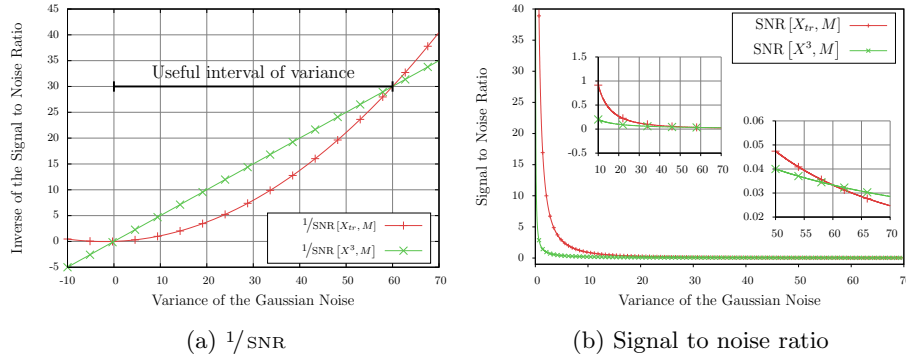 45
40
35
30
25
20
15
10
5
0
-5
Inverse of the Signal to Noise Ratio
Useful interval of variance
1/SNR [X_tr, M]
1/SNR [X^3, M]
-10 0 10 20 30 40 50 60 70
Variance of the Gaussian Noise
(a) 1/SNR
40
35
30
25
20
15
10
5
0
Signal to Noise Ratio
SNR [X_tr, M]
SNR [X^3, M]
1.5
1
0.5
0
-0.5
10 20 30 40 50 60 70
0.06
0.05
0.04
0.03
0.02
50 55 60 65 70
0 10 20 30 40 50 60 70
Variance of the Gaussian Noise
(b) Signal to noise ratio